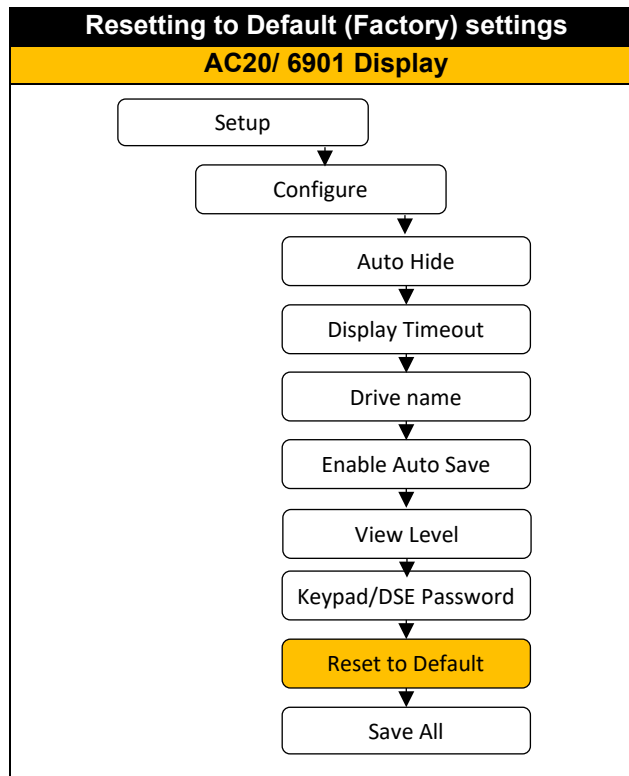 Resetting to Default (Factory) settings
AC20/ 6901 Display
Setup
Configure
Auto Hide
Display Timeout
Drive name
Enable Auto Save
View Level
Keypad/DSE Password
Reset to Default
Save All